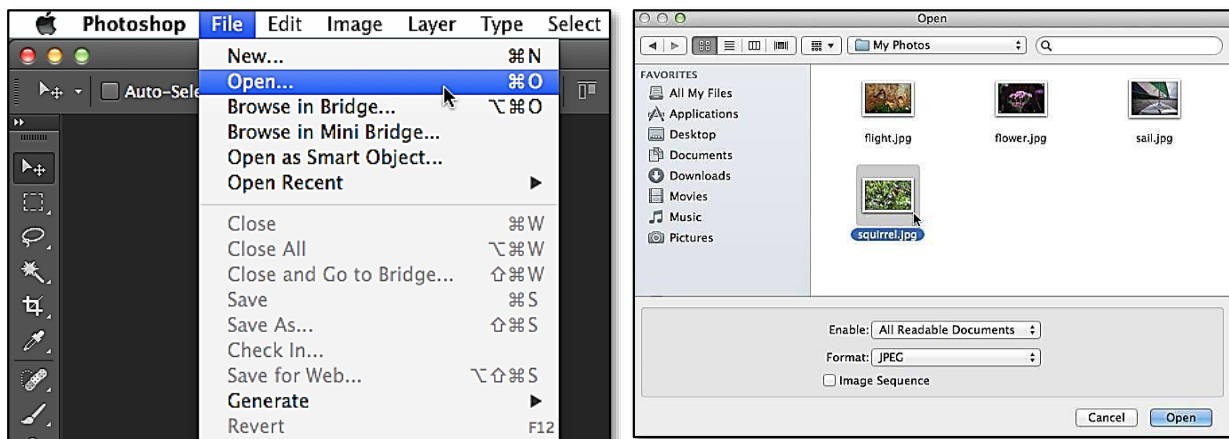 Photoshop File Edit Image Layer Type Select
Auto-Sele
New... ⌘N
Open... ⌘O
Browse in Bridge... ⌥⌘O
Browse in Mini Bridge...
Open as Smart Object...
Open Recent ▶
Close ⌘W
Close All ⌥⌘W
Close and Go to Bridge... ⇧⌘W
Save ⌘S
Save As... ⇧⌘S
Check In...
Save for Web... ⌥⇧⌘S
Generate ▶
Revert F12
Open
My Photos
FAVORITES
All My Files
Applications
Desktop
Documents
Downloads
Movies
Music
Pictures
flight.jpg flower.jpg sail.jpg
squirrel.jpg
Enable: All Readable Documents
Format: JPEG
Image Sequence
Cancel Open